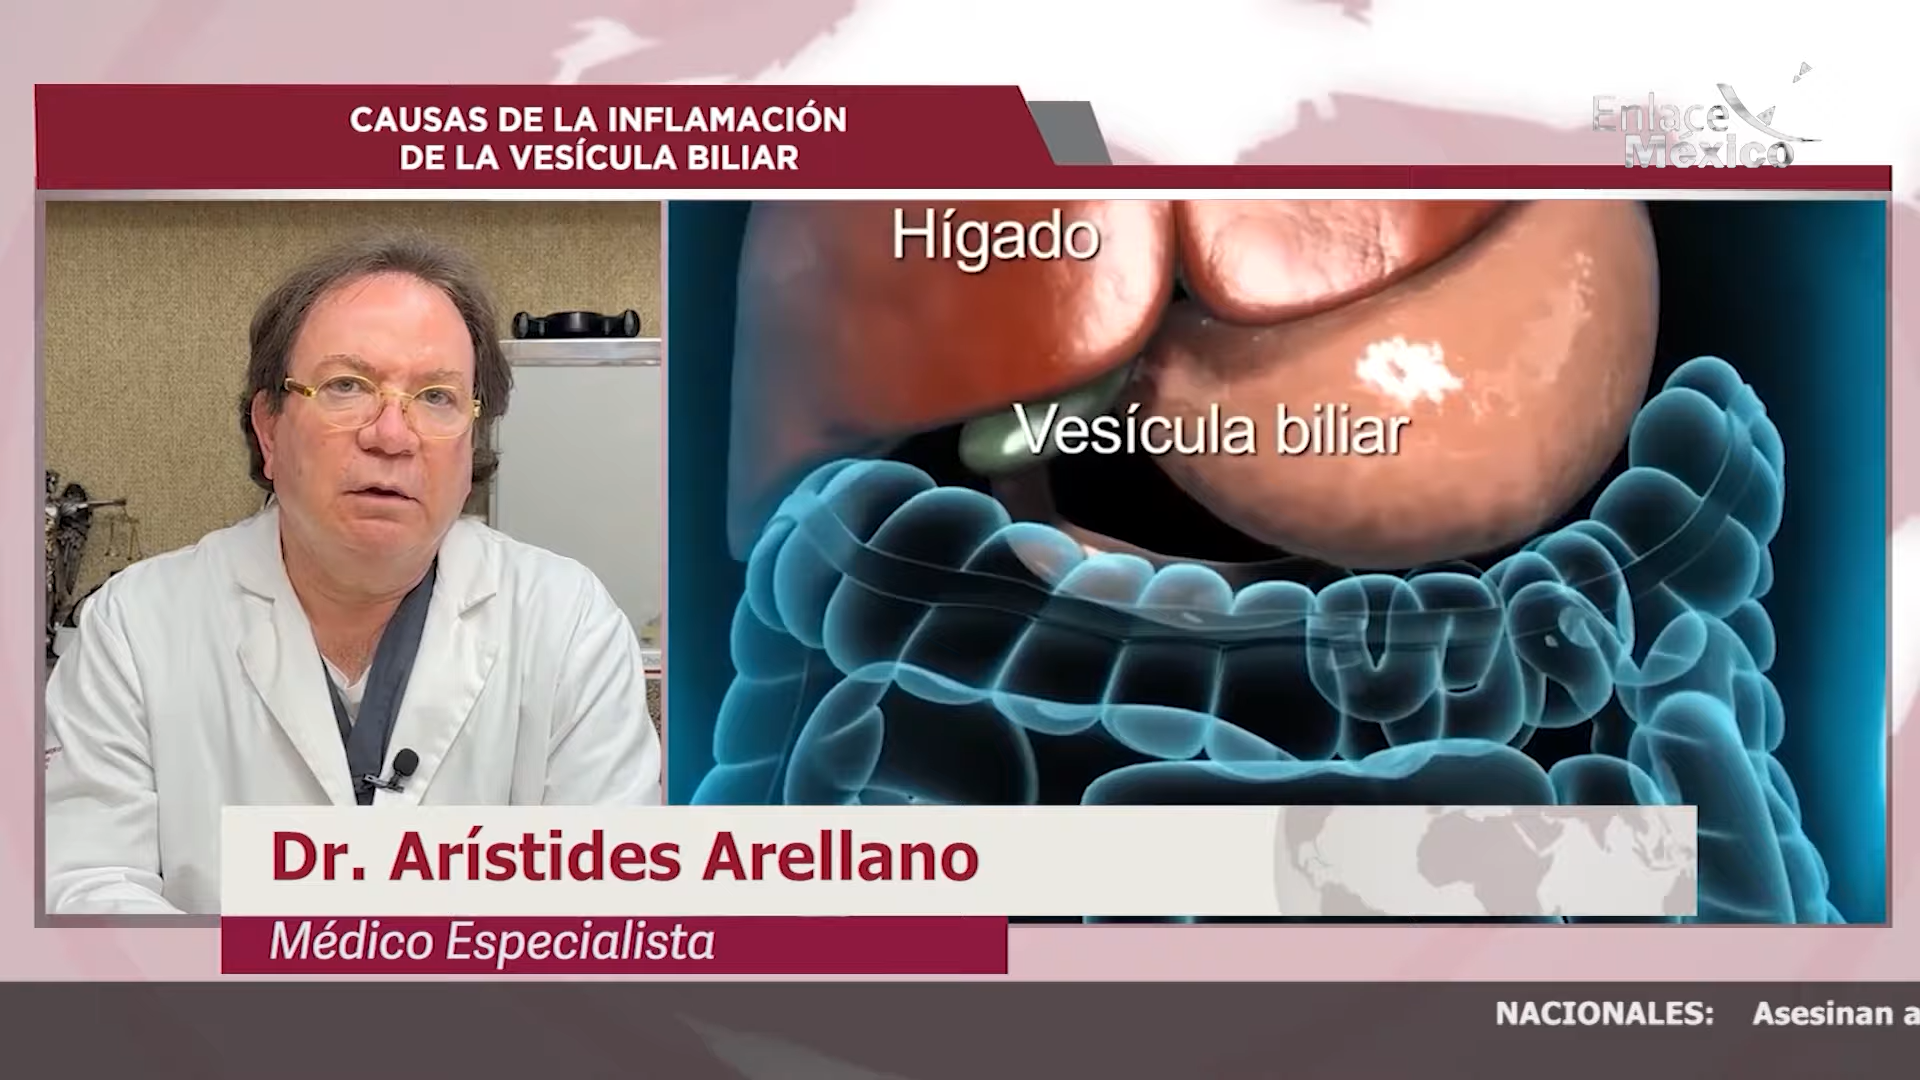 CAUSAS DE LA INFLAMACIÓN
DE LA VESÍCULA BILIAR
Enlace
México
Hígado
Vesícula biliar
Dr. Arístides Arellano
Médico Especialista
NACIONALES: Asesinan a